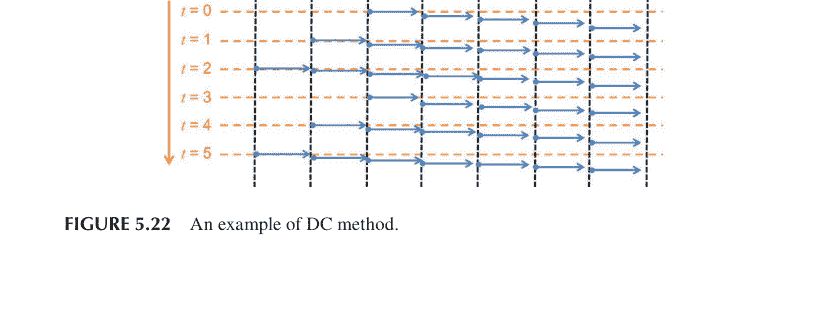 t = 0
t = 1
t = 2
t = 3
t = 4
t = 5
FIGURE 5.22 An example of DC method.